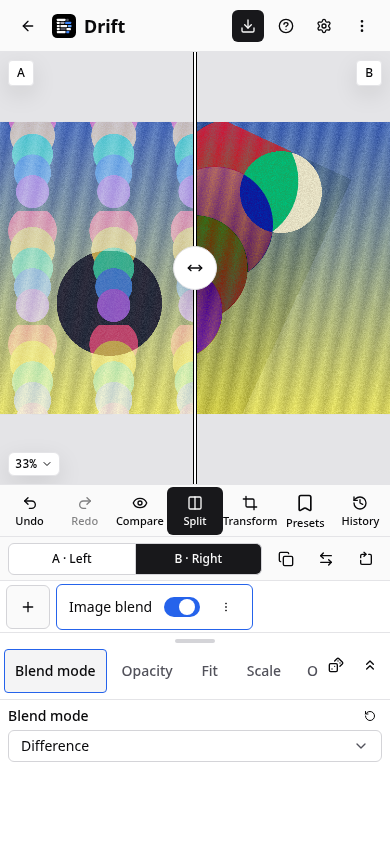 Drift
A
B
33%
Undo
Redo
Compare
Split
Transform
Presets
History
A · Left
B · Right
Image blend
Blend mode
Opacity
Fit
Scale
O
Blend mode
Difference